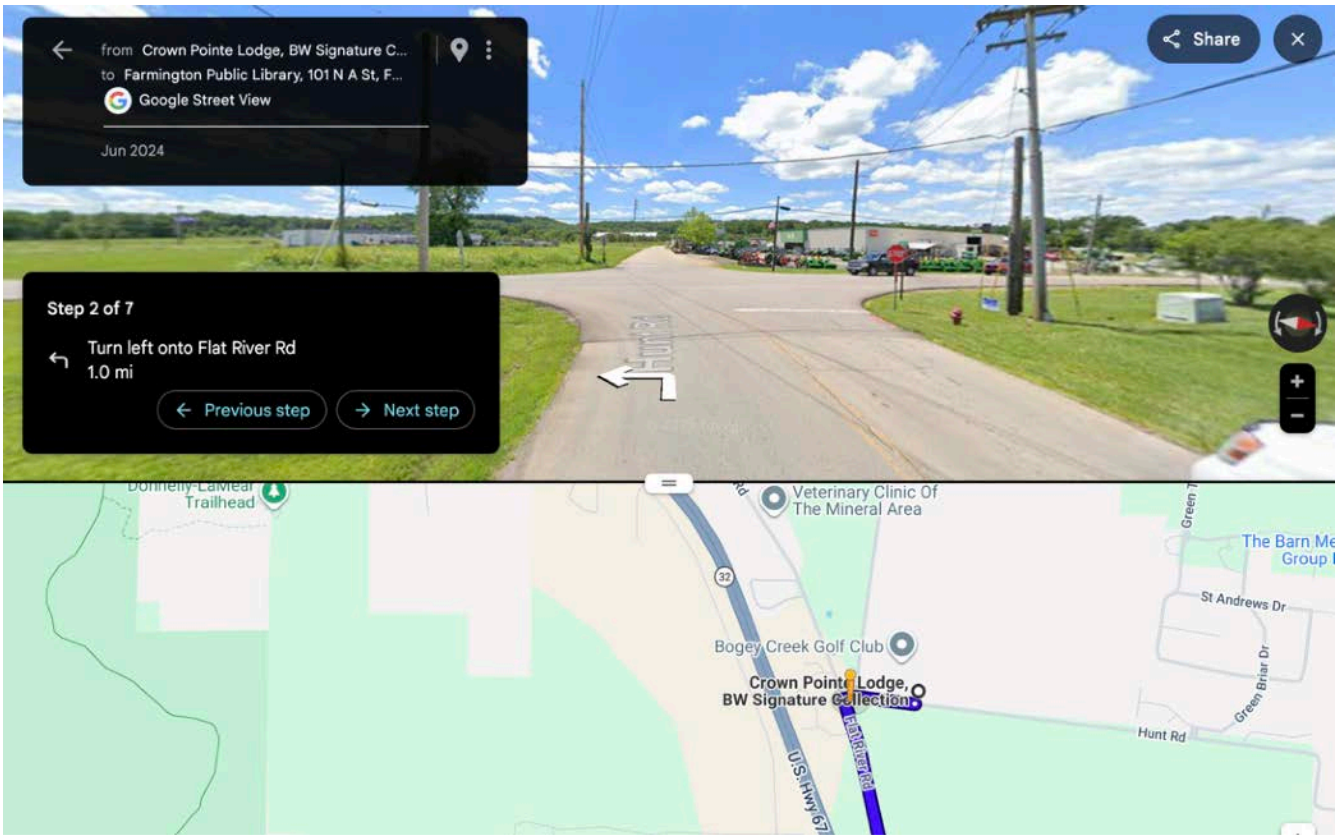 from Crown Pointe Lodge, BW Signature C...
to Farmington Public Library, 101 N A St, F...
Google Street View
Jun 2024
Share
Step 2 of 7
Turn left onto Flat River Rd
1.0 mi
Previous step
Next step
Hunt Rd
+
−
Donnelly-LaMear
Trailhead
Rd
Veterinary Clinic Of
The Mineral Area
Green T
The Barn Me
Group
32
St Andrews Dr
Bogey Creek Golf Club
Crown Pointe Lodge,
BW Signature Collection
Green Briar Dr
Hunt Rd
Flat River Rd
U.S. Hwy 67